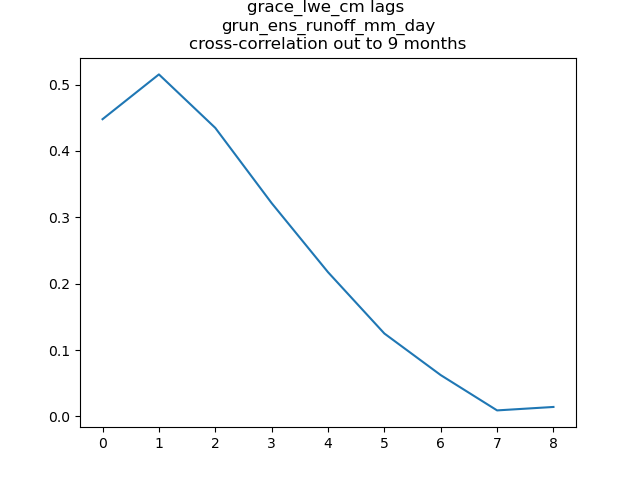 grace_lwe_cm lags
grun_ens_runoff_mm_day
cross-correlation out to 9 months
0.5
0.4
0.3
0.2
0.1
0.0
0 1 2 3 4 5 6 7 8